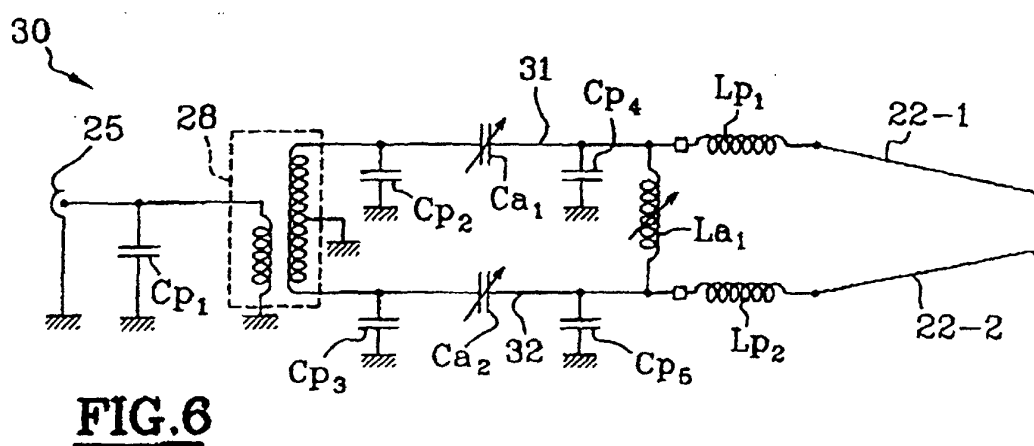 30
25
28
31
Cp₄
Lp₁
22-1
Cp₂
Ca₁
La₁
Cp₁
Cp₃
Ca₂
32
Cp₅
Lp₂
22-2
FIG.6